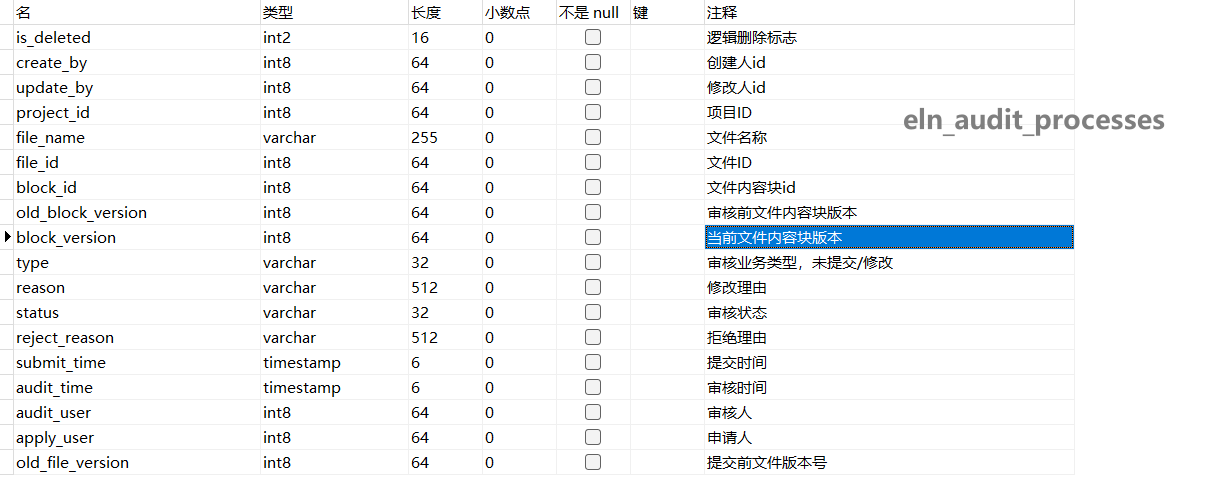 名 类型 长度 小数点 不是 null 键 注释
is_deleted int2 16 0 逻辑删除标志
create_by int8 64 0 创建人id
update_by int8 64 0 修改人id
project_id int8 64 0 项目ID
eln_audit_processes
file_name varchar 255 0 文件名称
file_id int8 64 0 文件ID
block_id int8 64 0 文件内容块id
old_block_version int8 64 0 审核前文件内容块版本
block_version int8 64 0 当前文件内容块版本
type varchar 32 0 审核业务类型，未提交/修改
reason varchar 512 0 修改理由
status varchar 32 0 审核状态
reject_reason varchar 512 0 拒绝理由
submit_time timestamp 6 0 提交时间
audit_time timestamp 6 0 审核时间
audit_user int8 64 0 审核人
apply_user int8 64 0 申请人
old_file_version int8 64 0 提交前文件版本号